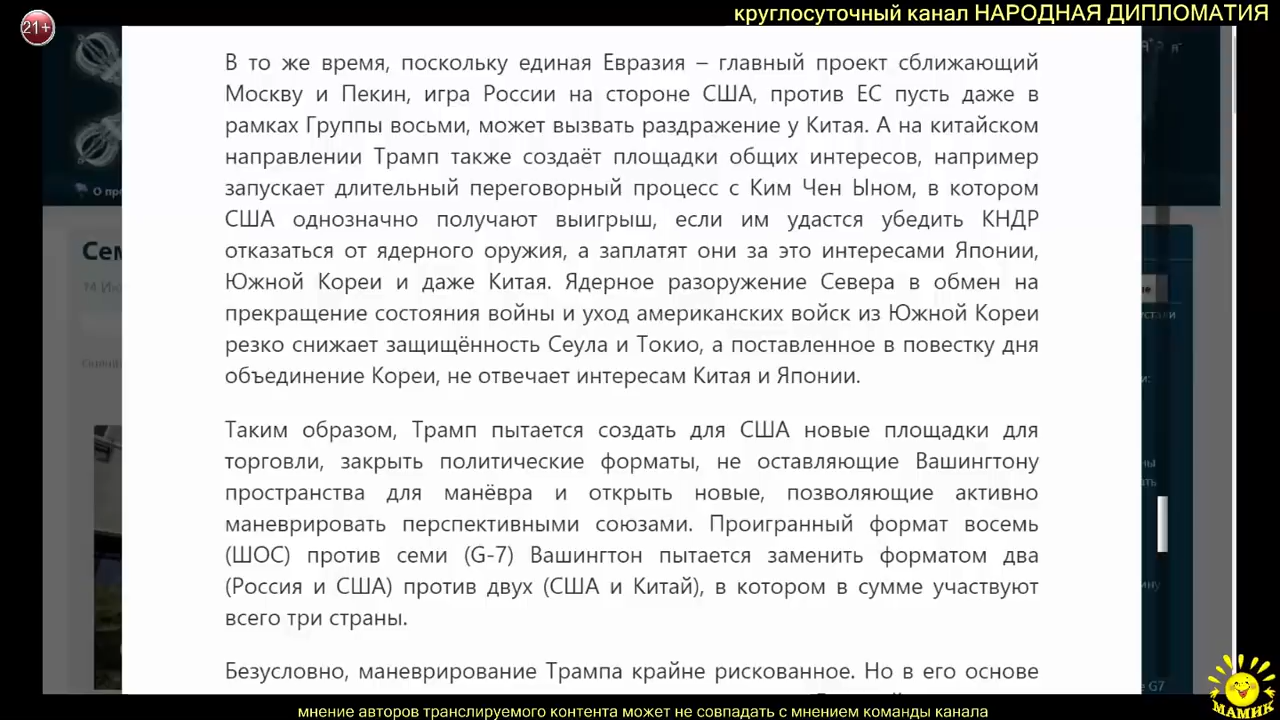 круглосуточный канал НАРОДНАЯ ДИПЛОМАТИЯ
21+
В то же время, поскольку единая Евразия – главный проект сближающий
Москву и Пекин, игра России на стороне США, против ЕС пусть даже в
рамках Группы восьми, может вызвать раздражение у Китая. А на китайском
направлении Трамп также создаёт площадки общих интересов, например
запускает длительный переговорный процесс с Ким Чен Ыном, в котором
США однозначно получают выигрыш, если им удастся убедить КНДР
отказаться от ядерного оружия, а заплатят они за это интересами Японии,
Южной Кореи и даже Китая. Ядерное разоружение Севера в обмен на
прекращение состояния войны и уход американских войск из Южной Кореи
резко снижает защищённость Сеула и Токио, а поставленное в повестку дня
объединение Кореи, не отвечает интересам Китая и Японии.
Таким образом, Трамп пытается создать для США новые площадки для
торговли, закрыть политические форматы, не оставляющие Вашингтону
пространства для манёвра и открыть новые, позволяющие активно
маневрировать перспективными союзами. Проигранный формат восемь
(ШОС) против семи (G-7) Вашингтон пытается заменить форматом два
(Россия и США) против двух (США и Китай), в котором в сумме участвуют
всего три страны.
Безусловно, маневрирование Трампа крайне рискованное. Но в его основе
О пр
Сем
14 Ию
G7
МАМИК
мнение авторов транслируемого контента может не совпадать с мнением команды канала